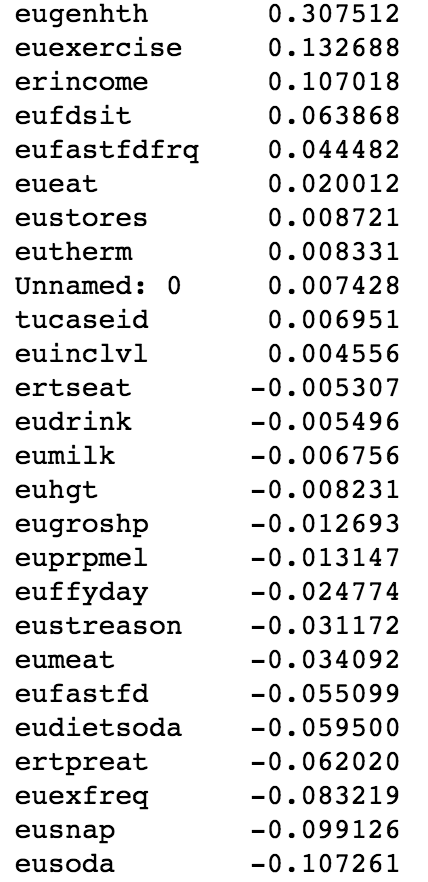 eugenhth 0.307512
euexercise 0.132688
erincome 0.107018
eufdsit 0.063868
eufastfdfrq 0.044482
eueat 0.020012
eustores 0.008721
eutherm 0.008331
Unnamed: 0 0.007428
tucaseid 0.006951
euinclvl 0.004556
ertseat -0.005307
eudrink -0.005496
eumilk -0.006756
euhgt -0.008231
eugroshp -0.012693
euprpmel -0.013147
euffyday -0.024774
eustreason -0.031172
eumeat -0.034092
eufastfd -0.055099
eudietsoda -0.059500
ertpreat -0.062020
euexfreq -0.083219
eusnap -0.099126
eusoda -0.107261